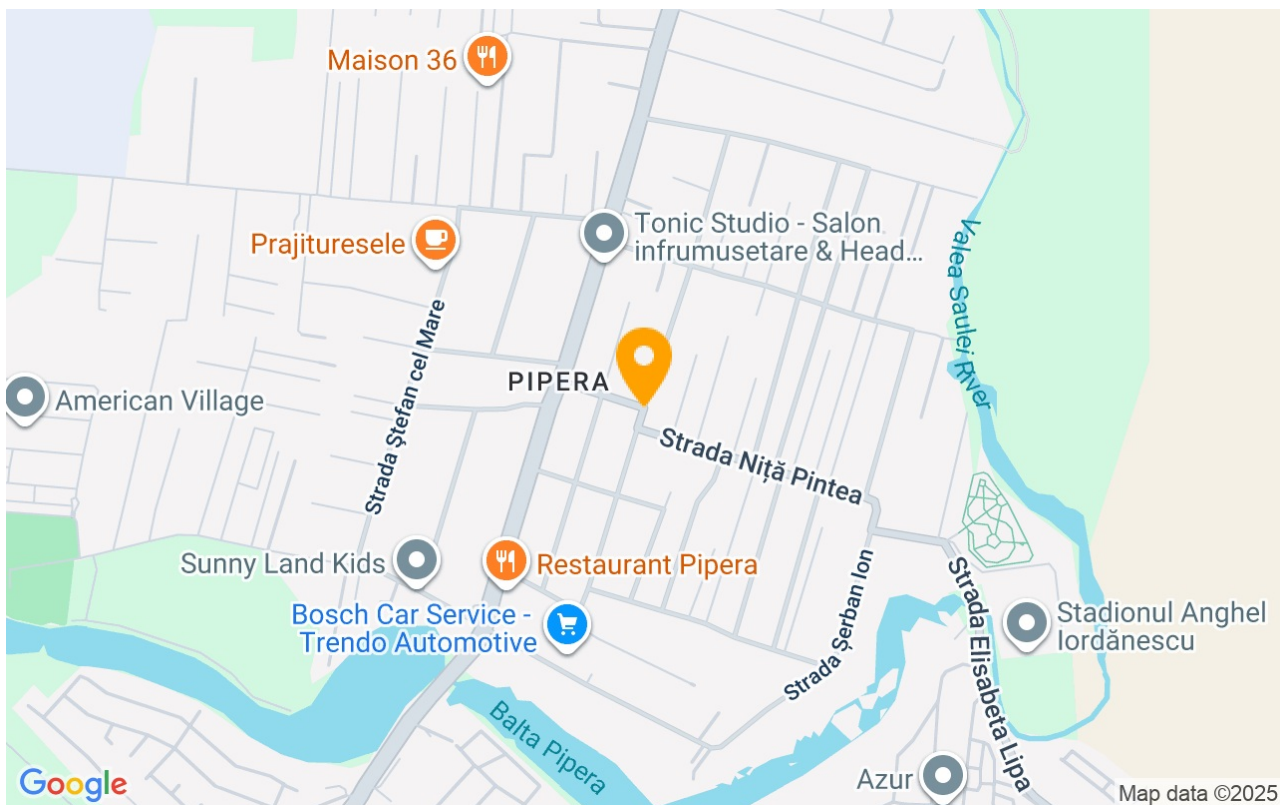 Maison 36
Tonic Studio - Salon
infrumusetare & Head...
Prajituresele
Valea Saulei River
Strada Ștefan cel Mare
PIPERA
American Village
Strada Niță Pintea
Sunny Land Kids
Restaurant Pipera
Bosch Car Service -
Trendo Automotive
Strada Șerban Ion
Strada Elisabeta Lipa
Stadionul Anghel
Iordănescu
Balta Pipera
Azur
Google
Map data ©2025